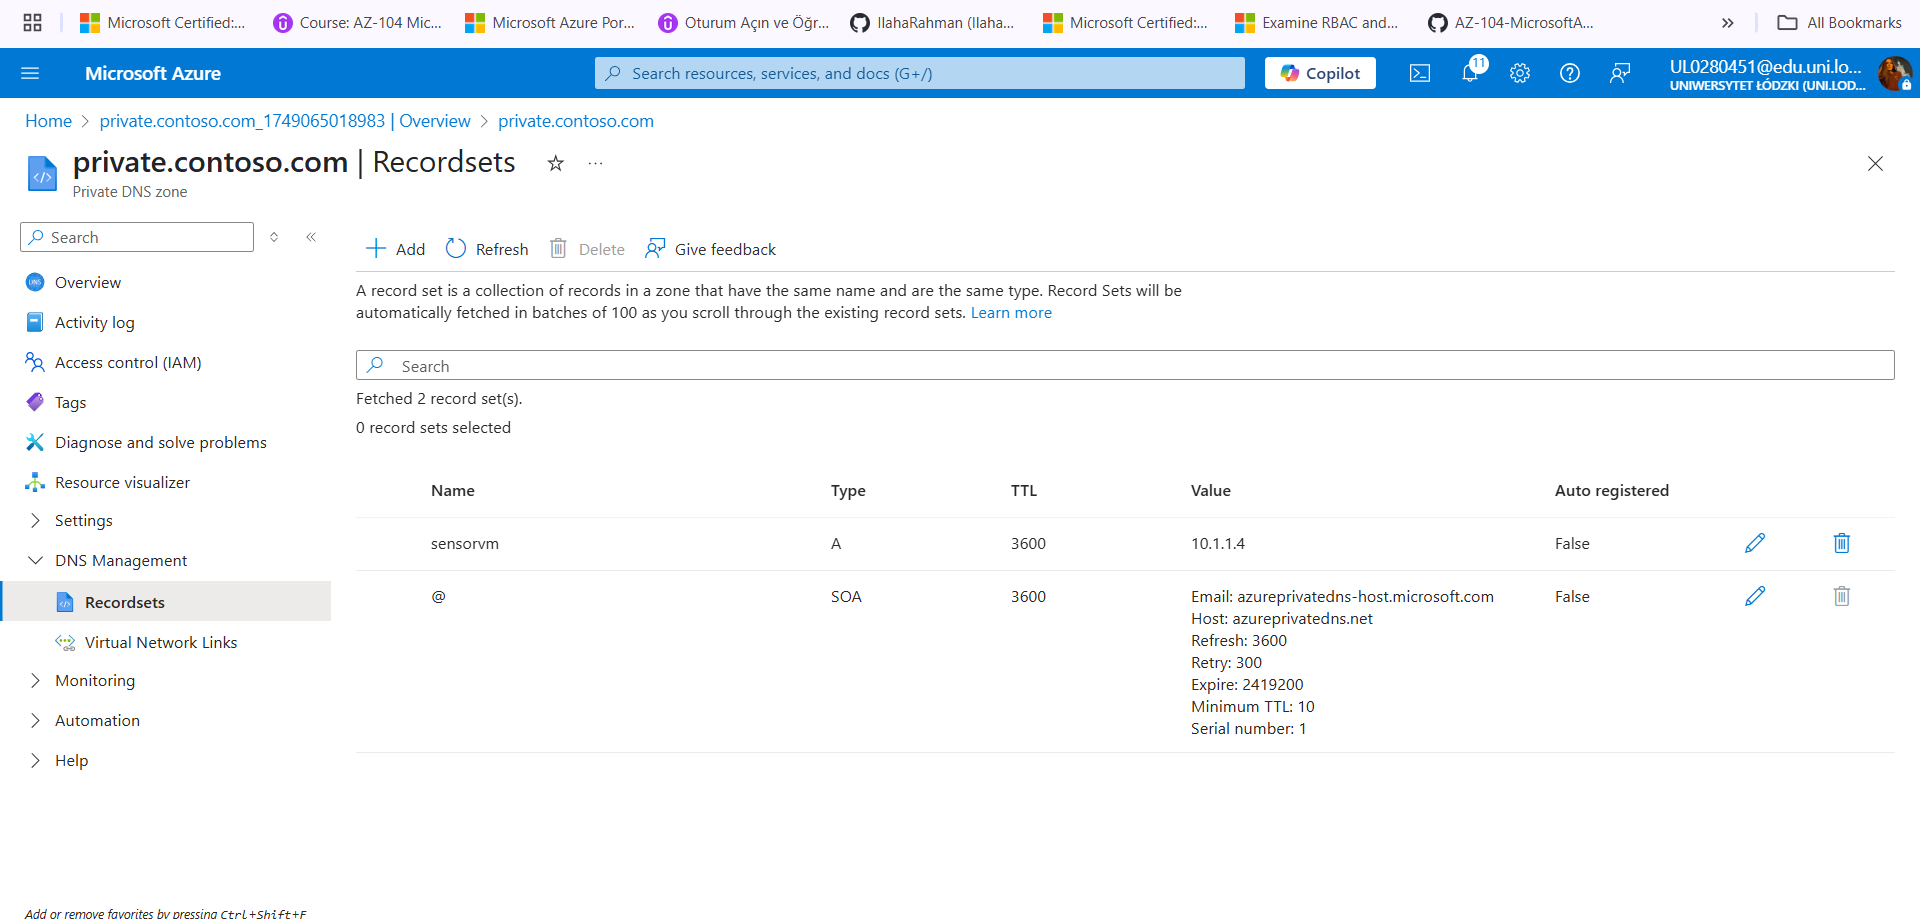 Microsoft Certified:...
Course: AZ-104 Mic...
Microsoft Azure Por...
Oturum Açın ve Öğr...
IlahaRahman (Ilaha...
Microsoft Certified:...
Examine RBAC and...
AZ-104-MicrosoftA...
»
All Bookmarks
Microsoft Azure
Search resources, services, and docs (G+/)
Copilot
11
UL0280451@edu.uni.lo...
UNIWERSYTET ŁÓDZKI (UNI.LOD...
Home > private.contoso.com_1749065018983 | Overview > private.contoso.com
private.contoso.com | Recordsets
Private DNS zone
Search
Overview
Activity log
Access control (IAM)
Tags
Diagnose and solve problems
Resource visualizer
Settings
DNS Management
Recordsets
Virtual Network Links
Monitoring
Automation
Help
Add or remove favorites by pressing Ctrl+Shift+F
Add Refresh Delete Give feedback
A record set is a collection of records in a zone that have the same name and are the same type. Record Sets will be
automatically fetched in batches of 100 as you scroll through the existing record sets. Learn more
Search
Fetched 2 record set(s).
0 record sets selected
Name Type TTL Value Auto registered
sensorvm A 3600 10.1.1.4 False
@ SOA 3600 Email: azureprivatedns-host.microsoft.com False
Host: azureprivatedns.net
Refresh: 3600
Retry: 300
Expire: 2419200
Minimum TTL: 10
Serial number: 1